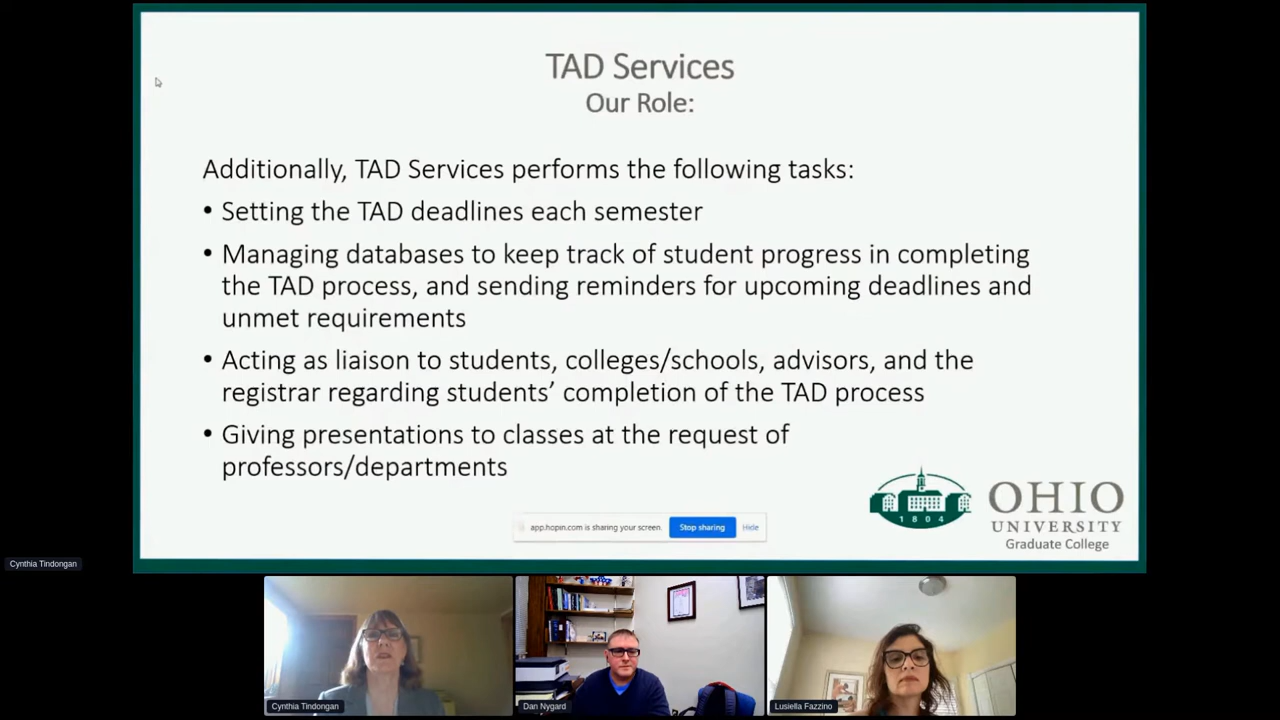 TAD Services
Our Role:
Additionally, TAD Services performs the following tasks:
• Setting the TAD deadlines each semester
• Managing databases to keep track of student progress in completing
the TAD process, and sending reminders for upcoming deadlines and
unmet requirements
• Acting as liaison to students, colleges/schools, advisors, and the
registrar regarding students’ completion of the TAD process
• Giving presentations to classes at the request of
professors/departments
1804
OHIO
UNIVERSITY
Graduate College
app.hopin.com is sharing your screen.
Stop sharing
Hide
Cynthia Tindongan
Cynthia Tindongan
Dan Nygard
Lusiella Fazzino